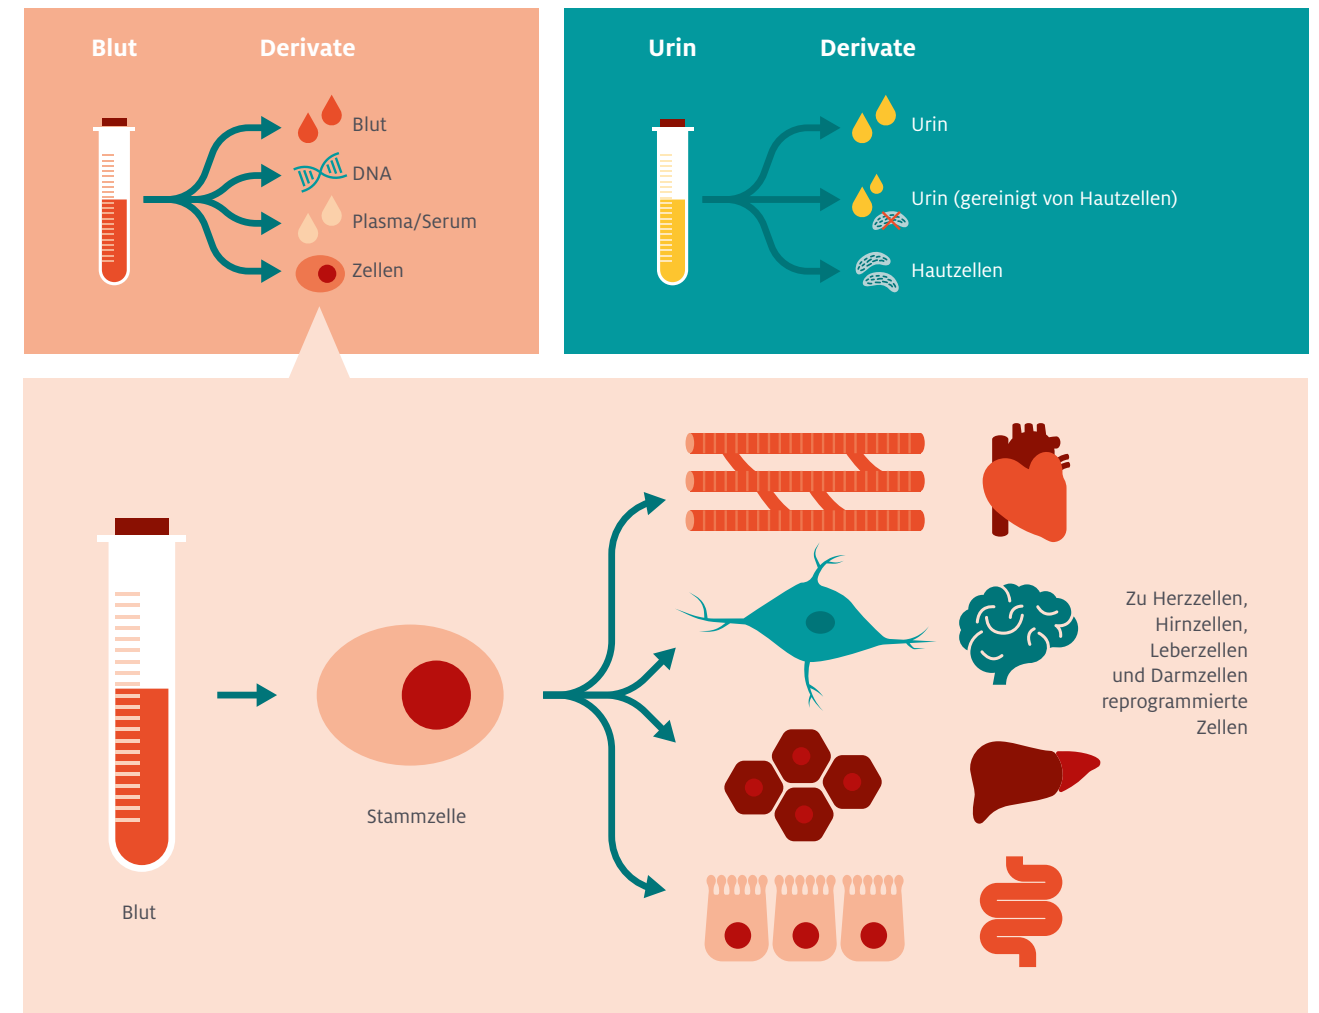 Blut
Derivate
Blut
DNA
Plasma/Serum
Zellen
Urin
Derivate
Urin
Urin (gereinigt von Hautzellen)
Hautzellen
Blut
Stammzelle
Zu Herzzellen,
Hirnzellen,
Leberzellen
und Darmzellen
reprogrammierte
Zellen